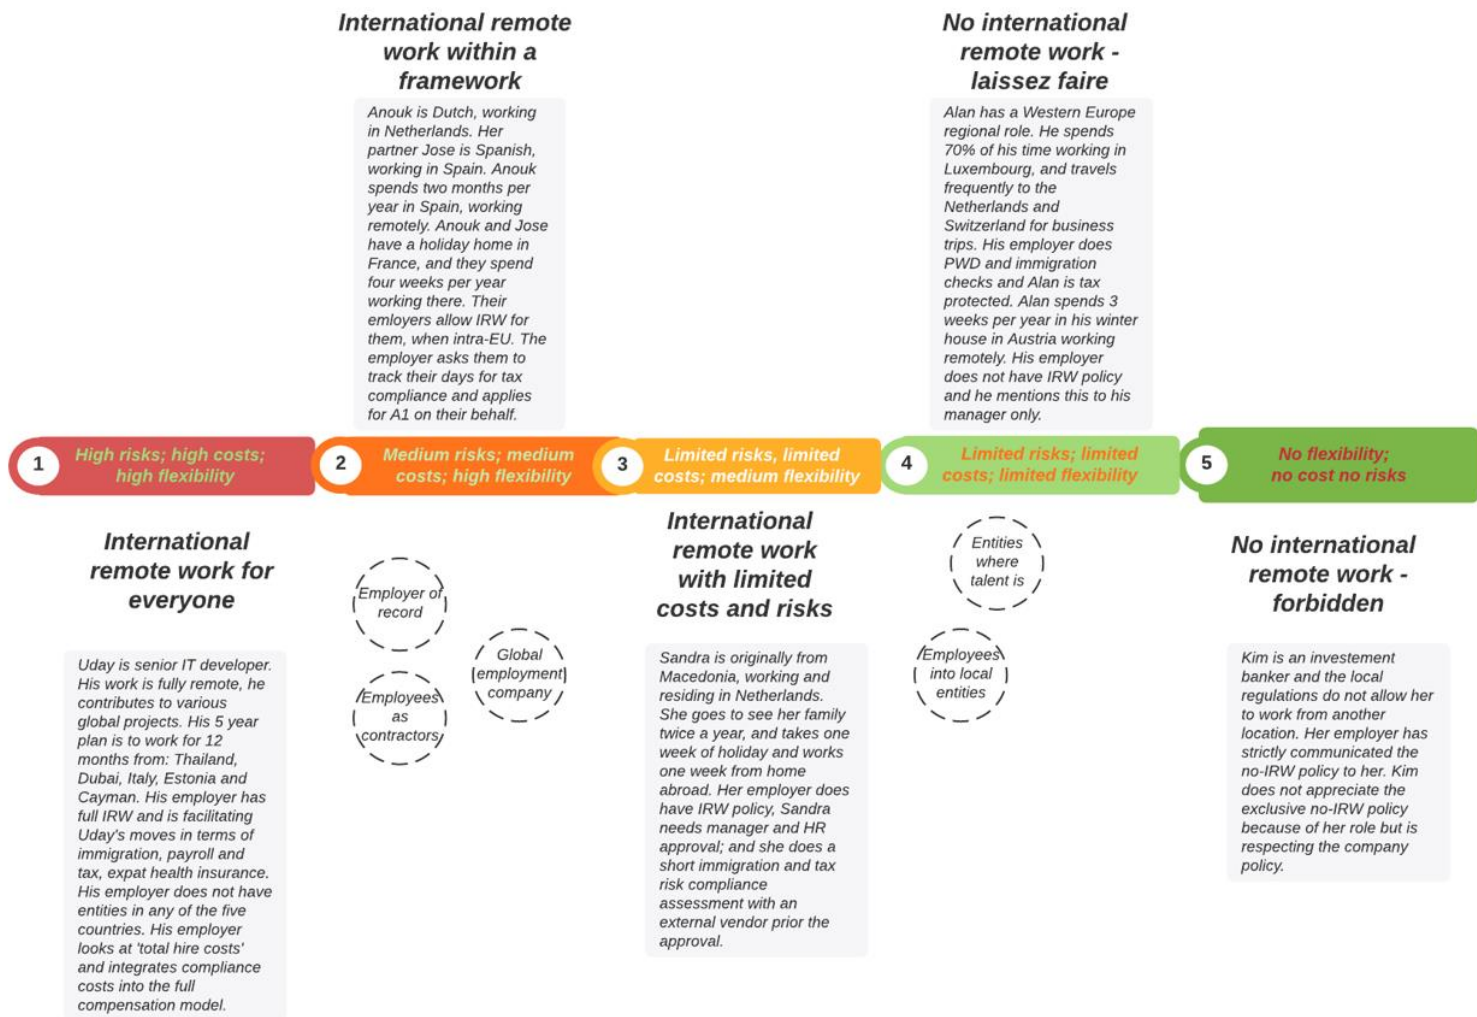 International remote
work within a
framework
Anouk is Dutch, working
in Netherlands. Her
partner Jose is Spanish,
working in Spain. Anouk
spends two months per
year in Spain, working
remotely. Anouk and Jose
have a holiday home in
France, and they spend
four weeks per year
working there. Their
emloyers allow IRW for
them, when intra-EU. The
employer asks them to
track their days for tax
compliance and applies
for A1 on their behalf.
No international
remote work -
laissez faire
Alan has a Western Europe
regional role. He spends
70% of his time working in
Luxembourg, and travels
frequently to the
Netherlands and
Switzerland for business
trips. His employer does
PWD and immigration
checks and Alan is tax
protected. Alan spends 3
weeks per year in his winter
house in Austria working
remotely. His employer
does not have IRW policy
and he mentions this to his
manager only.
1
High risks; high costs;
high flexibility
2
Medium risks; medium
costs; high flexibility
3
Limited risks, limited
costs; medium flexibility
4
Limited risks; limited
costs; limited flexibility
5
No flexibility;
no cost no risks
International
remote work for
everyone
Uday is senior IT developer.
His work is fully remote, he
contributes to various
global projects. His 5 year
plan is to work for 12
months from: Thailand,
Dubai, Italy, Estonia and
Cayman. His employer has
full IRW and is facilitating
Uday's moves in terms of
immigration, payroll and
tax, expat health insurance.
His employer does not have
entities in any of the five
countries. His employer
looks at 'total hire costs'
and integrates compliance
costs into the full
compensation model.
Employer of
record
Global
employment
company
Employees
as
contractors
International
remote work
with limited
costs and risks
Sandra is originally from
Macedonia, working and
residing in Netherlands.
She goes to see her family
twice a year, and takes one
week of holiday and works
one week from home
abroad. Her employer does
have IRW policy, Sandra
needs manager and HR
approval; and she does a
short immigration and tax
risk compliance
assessment with an
external vendor prior the
approval.
Entities
where
talent is
Employees
into local
entities
No international
remote work -
forbidden
Kim is an investement
banker and the local
regulations do not allow her
to work from another
location. Her employer has
strictly communicated the
no-IRW policy to her. Kim
does not appreciate the
exclusive no-IRW policy
because of her role but is
respecting the company
policy.